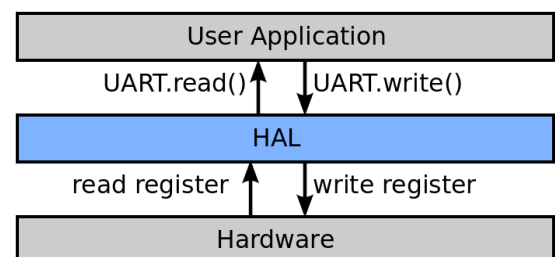 User Application
UART.read() UART.write()
HAL
read register write register
Hardware